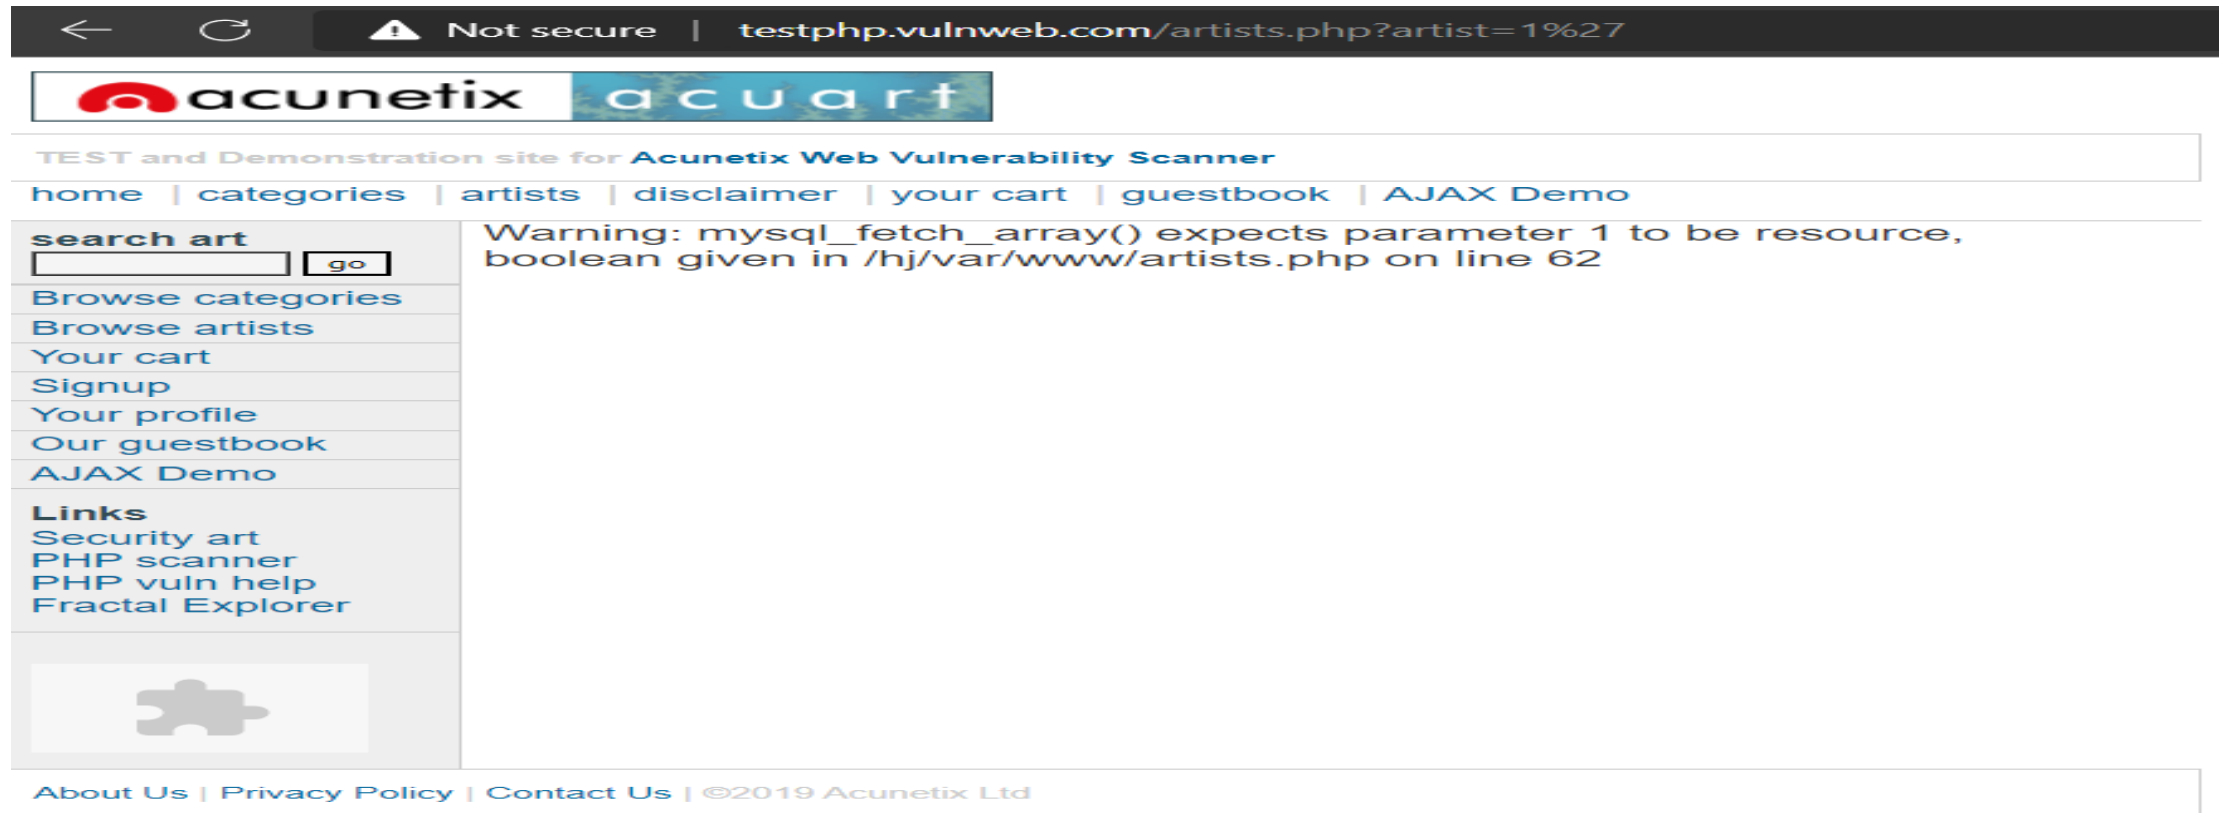 Not secure | testphp.vulnweb.com/artists.php?artist=1%27
acunetix acuart
TEST and Demonstration site for Acunetix Web Vulnerability Scanner
home | categories | artists | disclaimer | your cart | guestbook | AJAX Demo
search art
go
Browse categories
Browse artists
Your cart
Signup
Your profile
Our guestbook
AJAX Demo
Links
Security art
PHP scanner
PHP vuln help
Fractal Explorer
Warning: mysql_fetch_array() expects parameter 1 to be resource,
boolean given in /hj/var/www/artists.php on line 62
About Us | Privacy Policy | Contact Us | ©2019 Acunetix Ltd